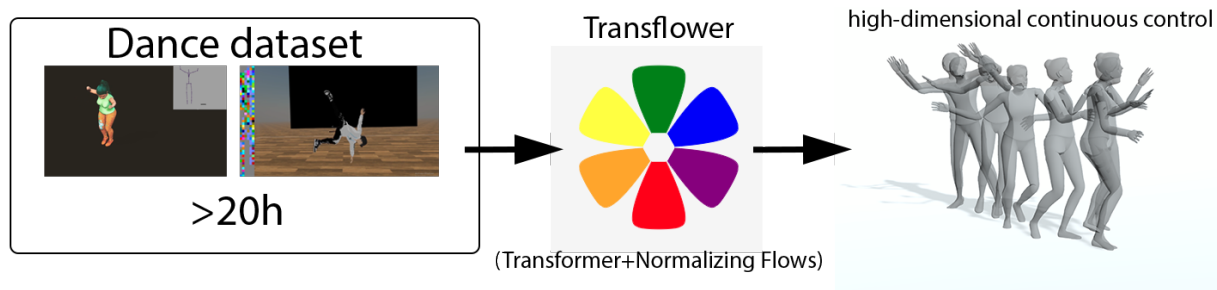 Dance dataset
>20h
Transflower
(Transformer+Normalizing Flows)
high-dimensional continuous control